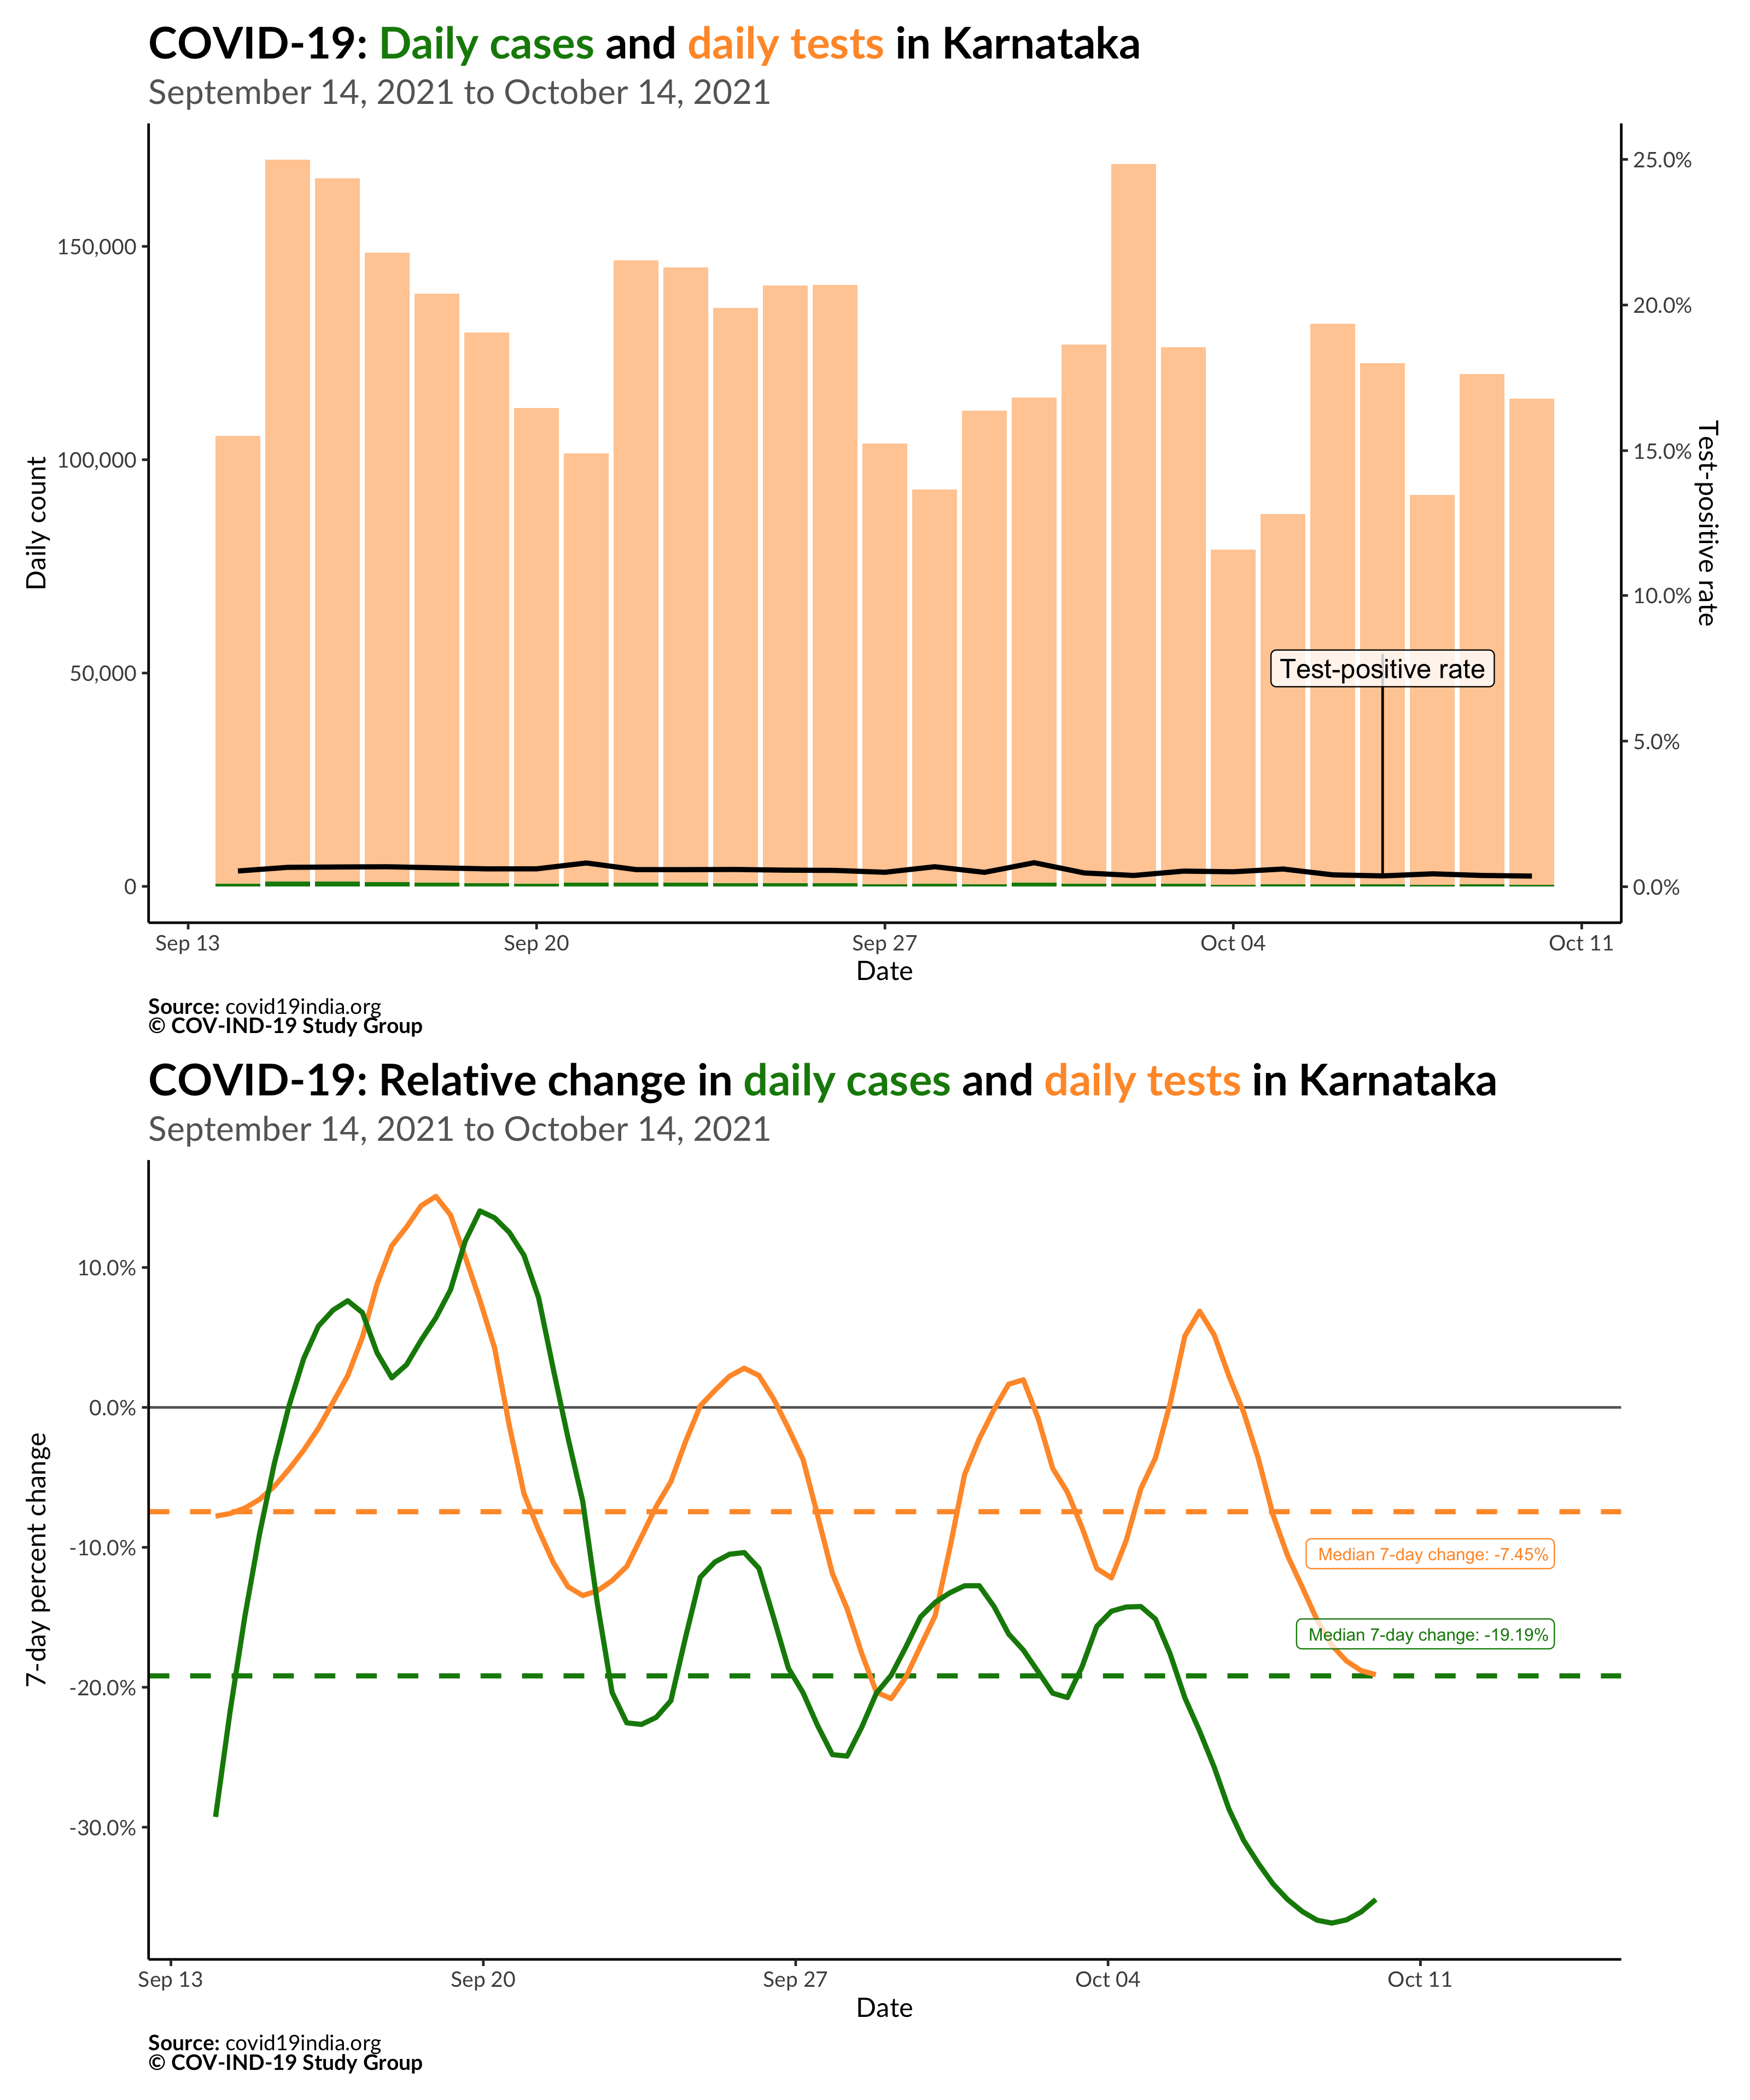 COVID-19: Daily cases and daily tests in Karnataka
September 14, 2021 to October 14, 2021
Daily count
150,000
100,000
50,000
0
25.0%
20.0%
15.0%
10.0%
5.0%
0.0%
Test-positive rate
Test-positive rate
Sep 13
Sep 20
Sep 27
Oct 04
Oct 11
Date
Source: covid19india.org
© COV-IND-19 Study Group
COVID-19: Relative change in daily cases and daily tests in Karnataka
September 14, 2021 to October 14, 2021
7-day percent change
10.0%
0.0%
-10.0%
-20.0%
-30.0%
Median 7-day change: -7.45%
Median 7-day change: -19.19%
Sep 13
Sep 20
Sep 27
Oct 04
Oct 11
Date
Source: covid19india.org
© COV-IND-19 Study Group